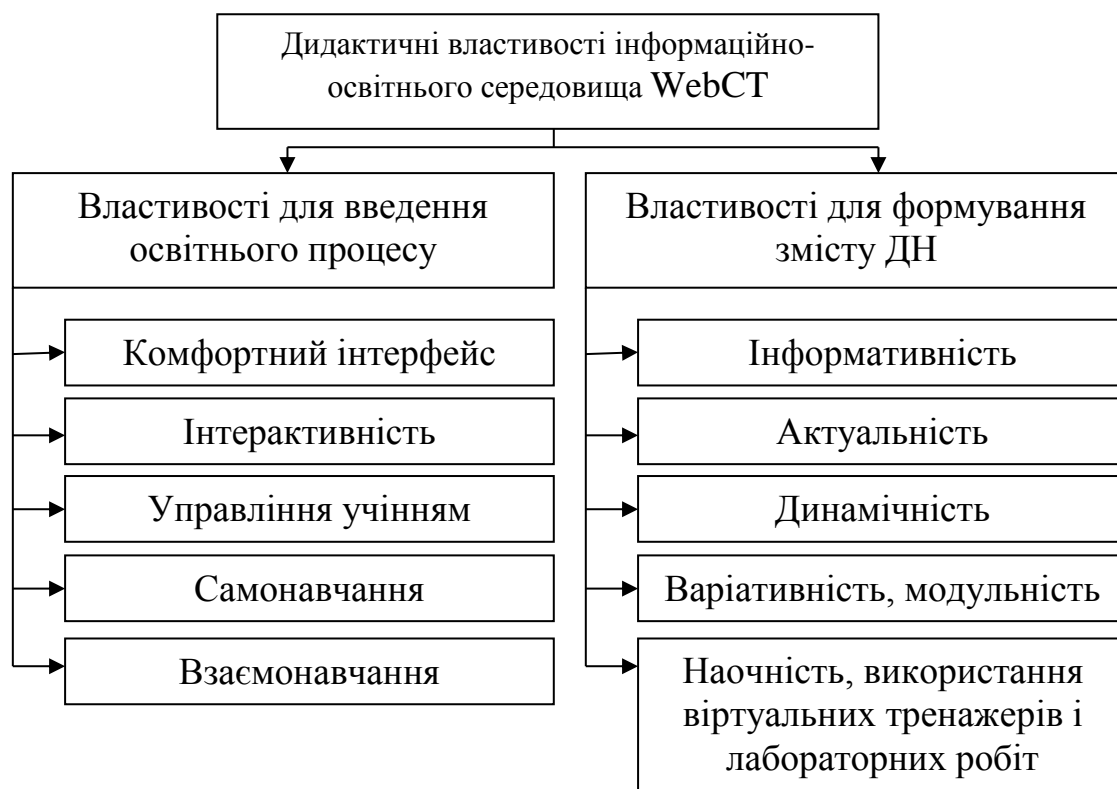 Дидактичні властивості інформаційно-
освітнього середовища WebCT
Властивості для введення
освітнього процесу
Комфортний інтерфейс
Інтерактивність
Управління учінням
Самонавчання
Взаємонавчання
Властивості для формування
змісту ДН
Інформативність
Актуальність
Динамічність
Варіативність, модульність
Наочність, використання
віртуальних тренажерів і
лабораторних робіт